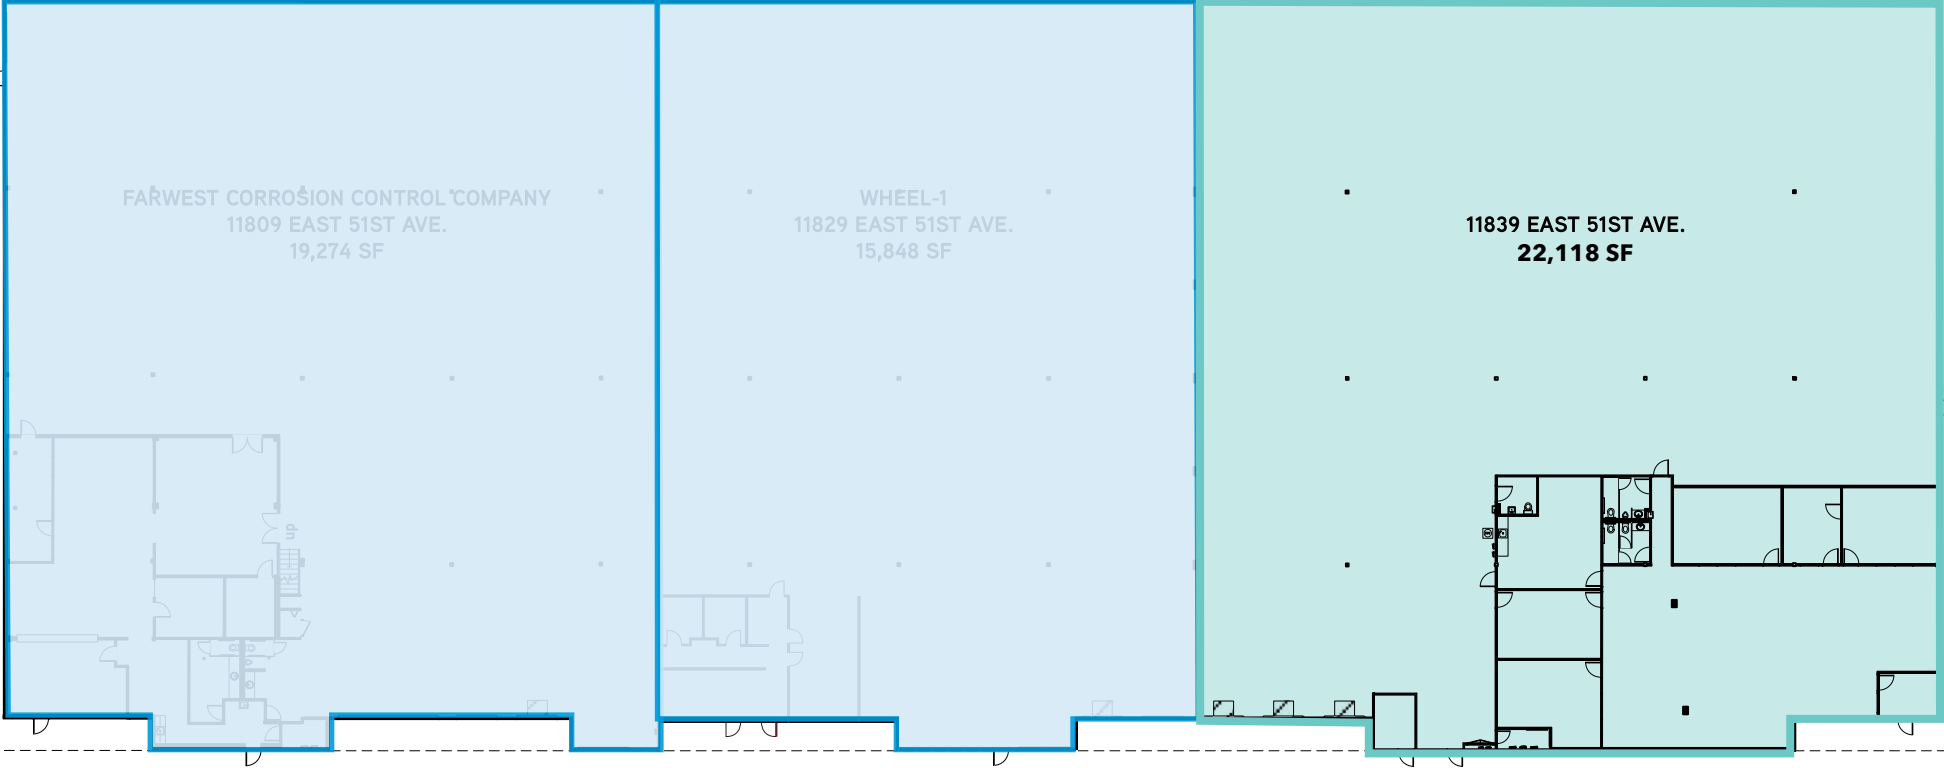 FARWEST CORROSION CONTROL COMPANY
11809 EAST 51ST AVE.
19,274 SF
WHEEL-1
11829 EAST 51ST AVE.
15,848 SF
11839 EAST 51ST AVE.
22,118 SF
up